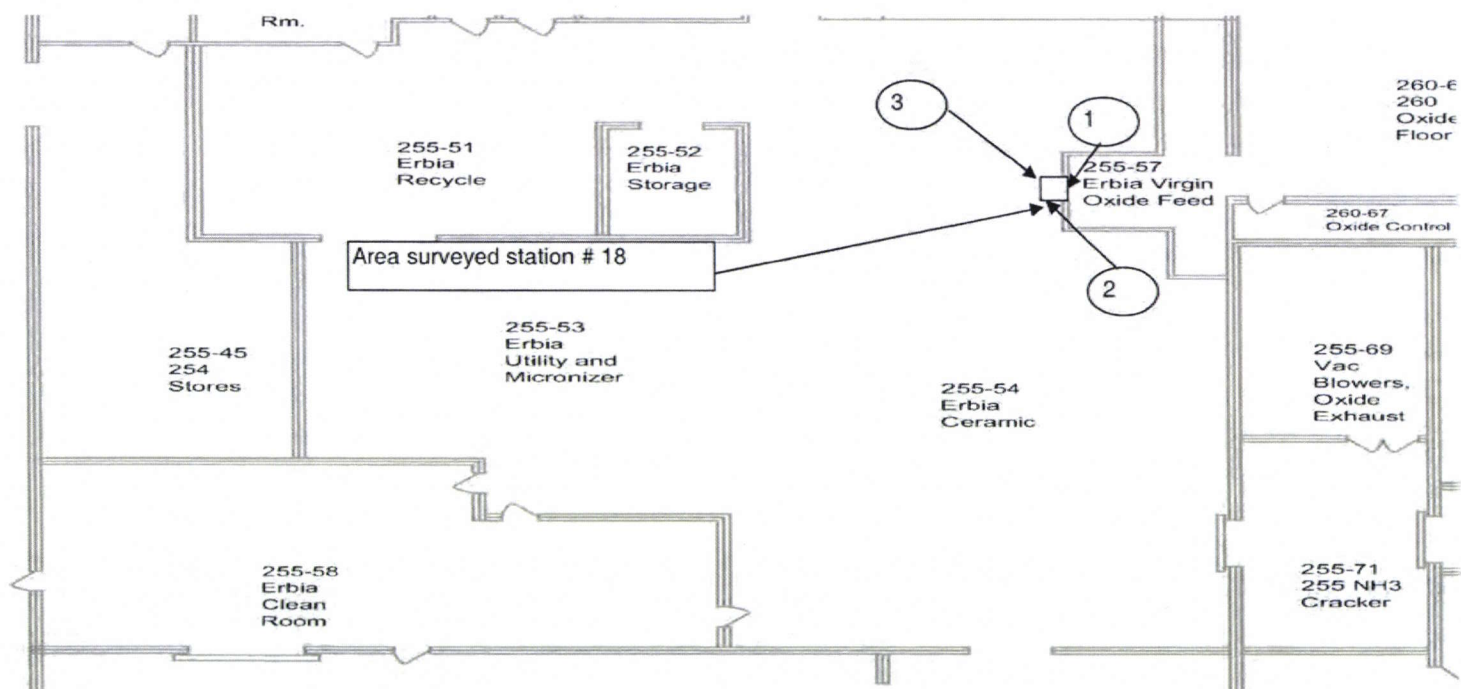 Rm.
3
1
2
260-6
260
Oxide
Floor
255-51
Erbia
Recycle
255-52
Erbia
Storage
255-57
Erbia Virgin
Oxide Feed
260-67
Oxide Control
Area surveyed station # 18
255-45
254
Stores
255-53
Erbia
Utility and
Micronizer
255-54
Erbia
Ceramic
255-69
Vac
Blowers,
Oxide
Exhaust
255-58
Erbia
Clean
Room
255-71
255 NH3
Cracker